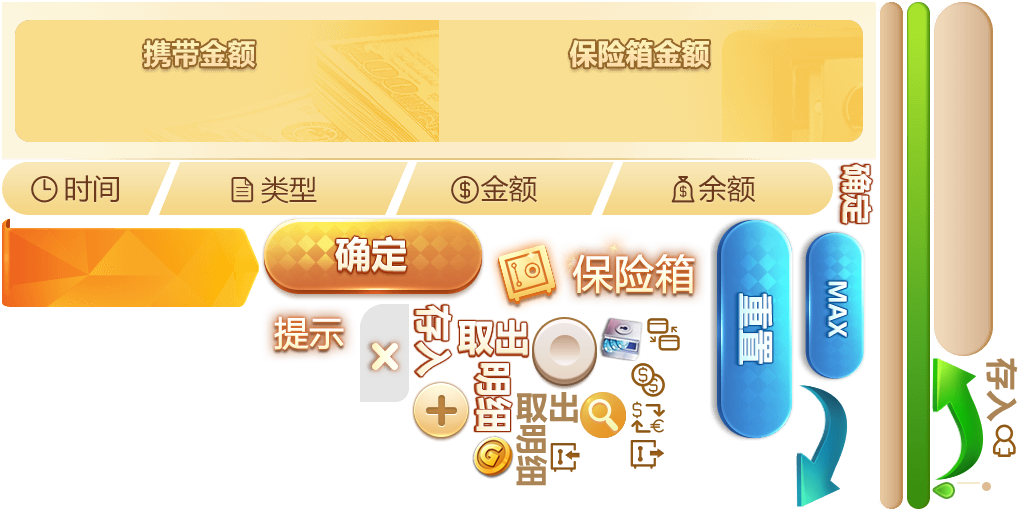 携带金额
保险箱金额
时间
类型
金额
余额
确定
确定
保险箱
提示
存入
取出
明细
取出
明细
重置
MAX
存入